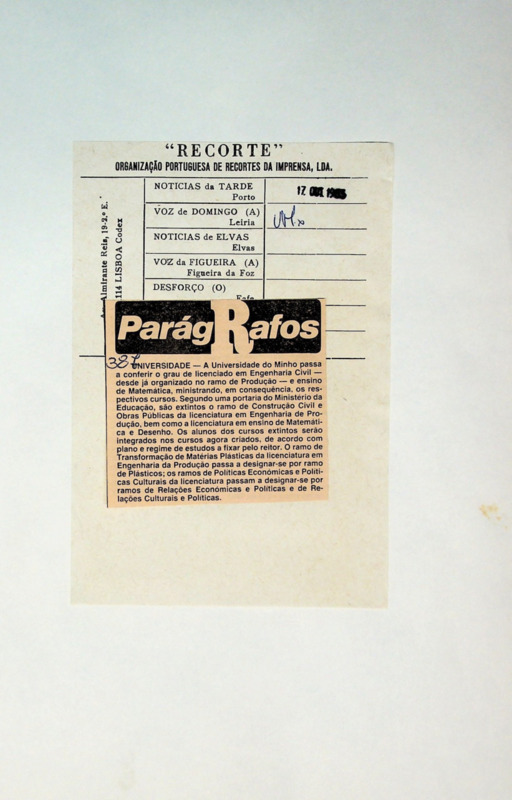 "RECORTE"
ORGANIZAÇÃO PORTUGUESA DE RECORTES DA IMPRENSA, LDA.
Almirante Reis, 19-2.º E.
114 LISBOA Codex
NOTICIAS da TARDE
Porto
17
VOZ de DOMINGO (A)
Leiria
NOTICIAS de ELVAS
Elvas
VOZ da FIGUEIRA (A)
Figueira da Foz
DESFORÇO (O)
Fafe
ParágRafos
387
UNIVERSIDADE — A Universidade do Minho passa
a conferir o grau de licenciado em Engenharia Civil —
desde já organizado no ramo de Produção — e ensino
de Matemática, ministrando, em consequência, os res-
pectivos cursos. Segundo uma portaria do Ministério da
Educação, são extintos o ramo de Construção Civil e
Obras Públicas da licenciatura em Engenharia de Pro-
dução, bem como a licenciatura em ensino de Matemáti-
ca e Desenho. Os alunos dos cursos extintos serão
integrados nos cursos agora criados, de acordo com
plano e regime de estudos a fixar pelo reitor. O ramo de
Transformação de Matérias Plásticas da licenciatura em
Engenharia da Produção passa a designar-se por ramo
de Plásticos; os ramos de Políticas Económicas e Políti-
cas Culturais da licenciatura passam a designar-se por
ramos de Relações Económicas e Políticas e de Re-
lações Culturais e Políticas.